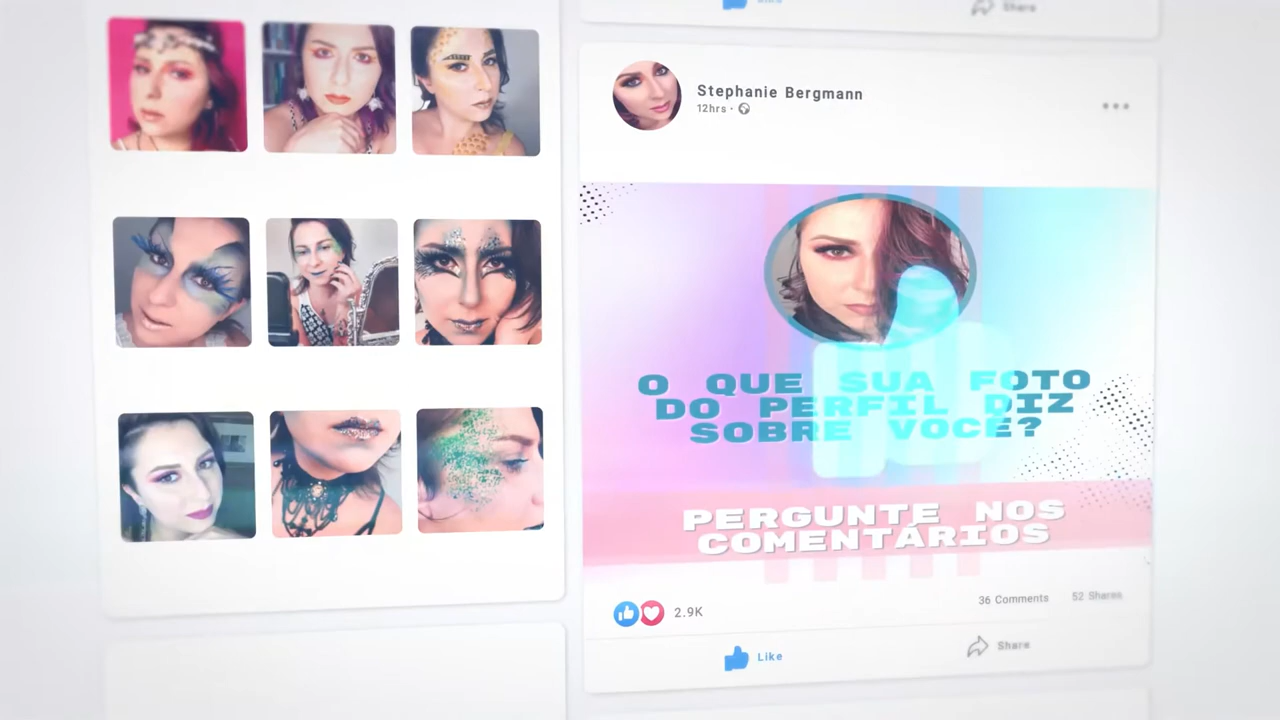 Like
Share
Stephanie Bergmann
12hrs ·
O QUE SUA FOTO
DO PERFIL DIZ
SOBRE VOCÊ?
PERGUNTE NOS
COMENTÁRIOS
2.9K
36 Comments
52 Shares
Like
Share